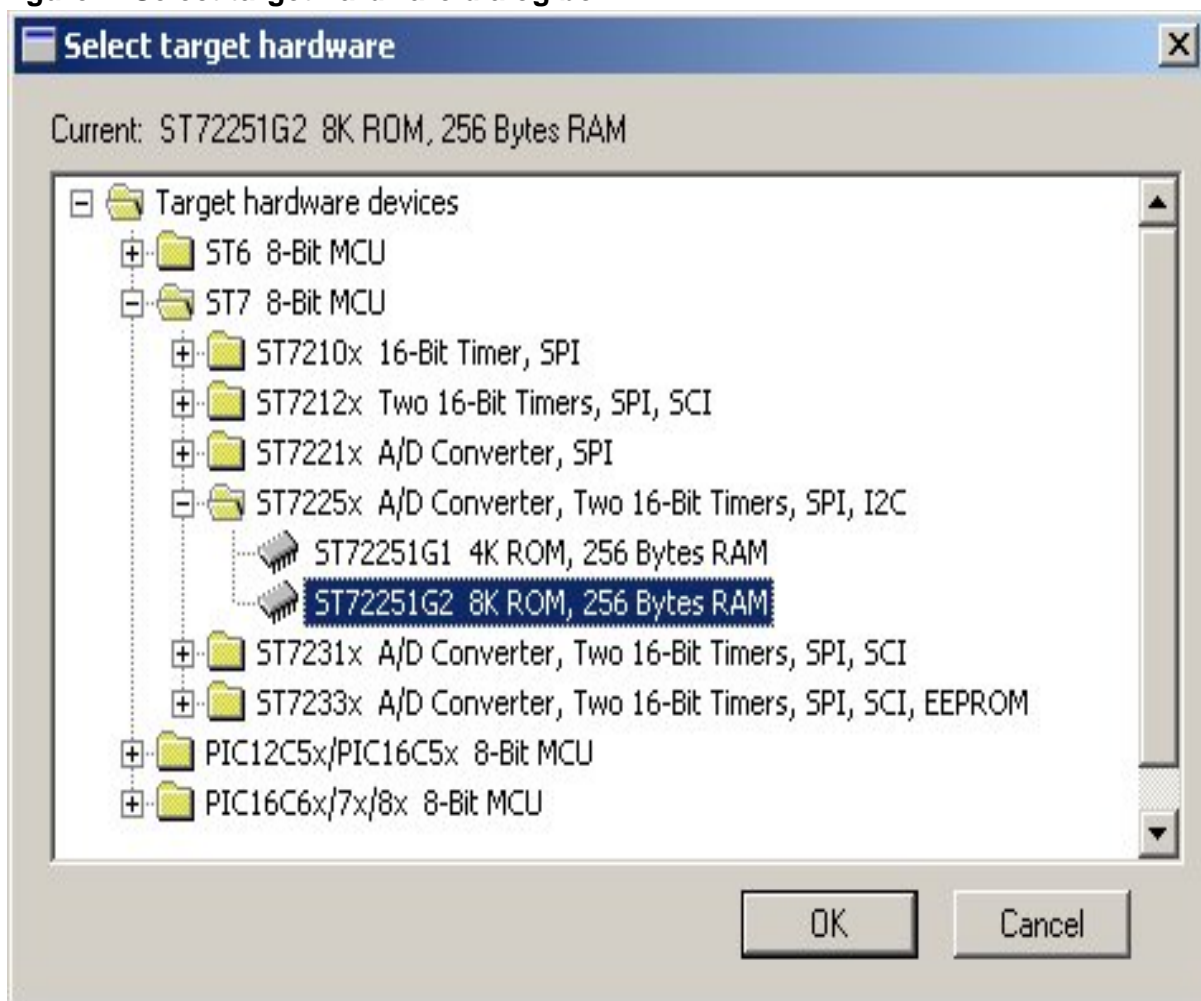 Select target hardware
Current: ST72251G2 8K ROM, 256 Bytes RAM
Target hardware devices
ST6 8-Bit MCU
ST7 8-Bit MCU
ST7210x 16-Bit Timer, SPI
ST7212x Two 16-Bit Timers, SPI, SCI
ST7221x A/D Converter, SPI
ST7225x A/D Converter, Two 16-Bit Timers, SPI, I2C
ST72251G1 4K ROM, 256 Bytes RAM
ST72251G2 8K ROM, 256 Bytes RAM
ST7231x A/D Converter, Two 16-Bit Timers, SPI, SCI
ST7233x A/D Converter, Two 16-Bit Timers, SPI, SCI, EEPROM
PIC12C5x/PIC16C5x 8-Bit MCU
PIC16C6x/7x/8x 8-Bit MCU
OK Cancel